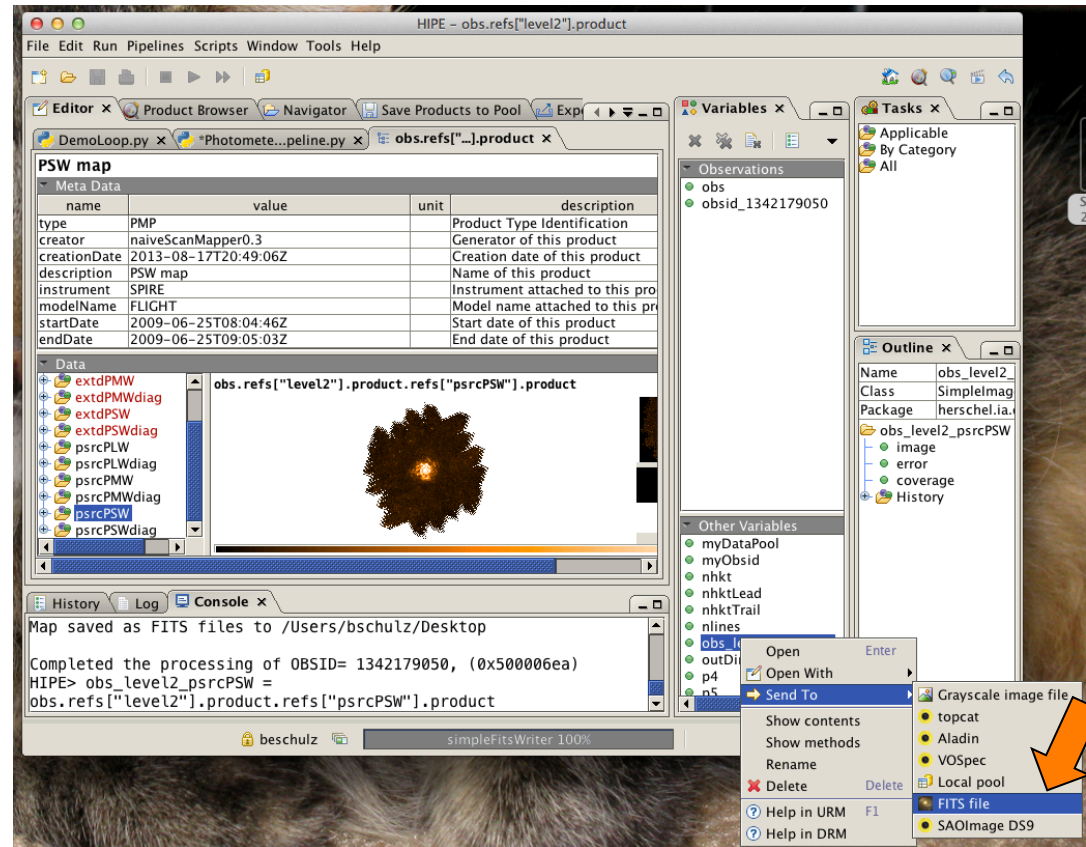 HIPE – obs.refs["level2"].product
File Edit Run Pipelines Scripts Window Tools Help
Editor × Product Browser Navigator Save Products to Pool
DemoLoop.py × *Photomete...peline.py × obs.refs["...].product ×
PSW map
Meta Data
name value unit description
type PMP Product Type Identification
creator naiveScanMapper0.3 Generator of this product
creationDate 2013-08-17T20:49:06Z Creation date of this product
description PSW map Name of this product
instrument SPIRE Instrument attached to this pro
modelName FLIGHT Model name attached to this pr
startDate 2009-06-25T08:04:46Z Start date of this product
endDate 2009-06-25T09:05:03Z End date of this product
Data
extdPMW
extdPMWdiag
extdPSW
extdPSWdiag
psrcPLW
psrcPLWdiag
psrcPMW
psrcPMWdiag
psrcPSW
psrcPSWdiag
obs.refs["level2"].product.refs["psrcPSW"].product
History Log Console ×
Map saved as FITS files to /Users/bschulz/Desktop
Completed the processing of OBSID= 1342179050, (0x500006ea)
HIPE> obs_level2_psrcPSW =
obs.refs["level2"].product.refs["psrcPSW"].product
beschulz simpleFitsWriter 100%
Variables ×
Observations
obs
obsid_1342179050
Other Variables
myDataPool
myObsid
nhkt
nhktLead
nhktTrail
nlines
obs_le
outDi
p4
p5
Tasks ×
Applicable
By Category
All
Outline ×
Name obs_level2_
Class SimpleImag
Package herschel.ia.
obs_level2_psrcPSW
image
error
coverage
History
Open Enter
Open With
Send To
Show contents
Show methods
Rename
Delete Delete
Help in URM F1
Help in DRM
Grayscale image file
topcat
Aladin
VOSpec
Local pool
FITS file
SAOImage DS9